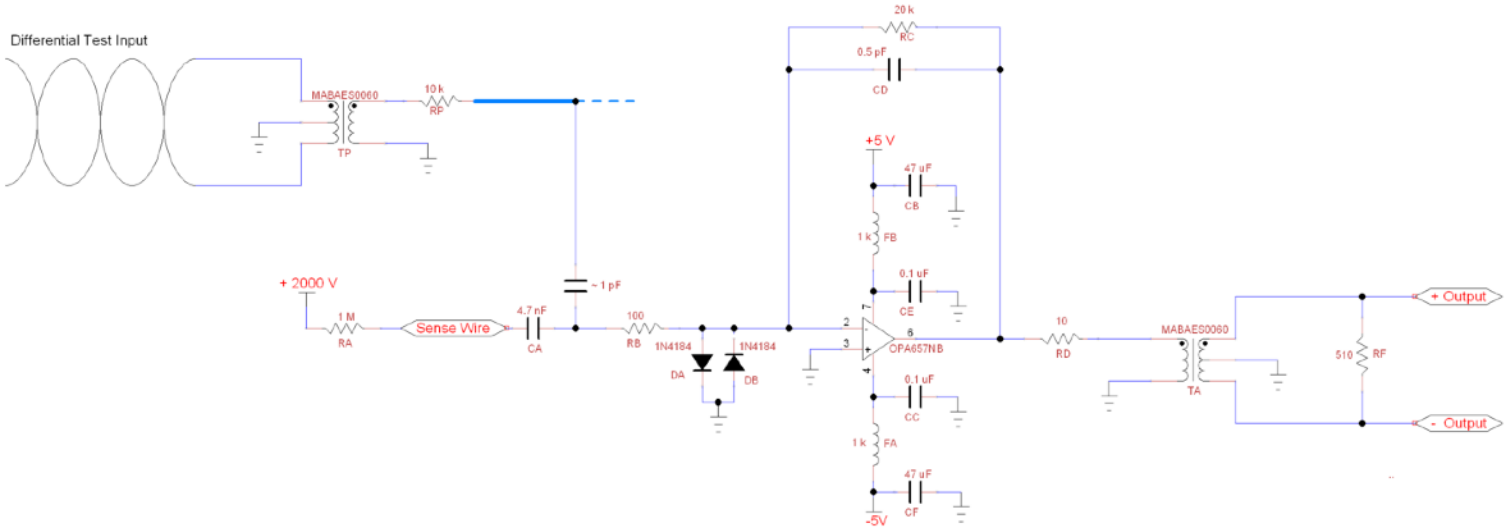 Differential Test Input
MABAES0060
TP
10 k
RP
20 k
RC
0.5 pF
CD
+5 V
47 uF
CB
1 k
FB
0.1 uF
CE
+ 2000 V
1 M
RA
Sense Wire
4.7 nF
CA
~ 1 pF
100
RB
1N4184
DA
1N4184
DB
2
3
7
4
6
-
+
OPA657NB
0.1 uF
CC
1 k
FA
47 uF
CF
-5V
10
RD
MABAES0060
TA
510
RF
+ Output
- Output